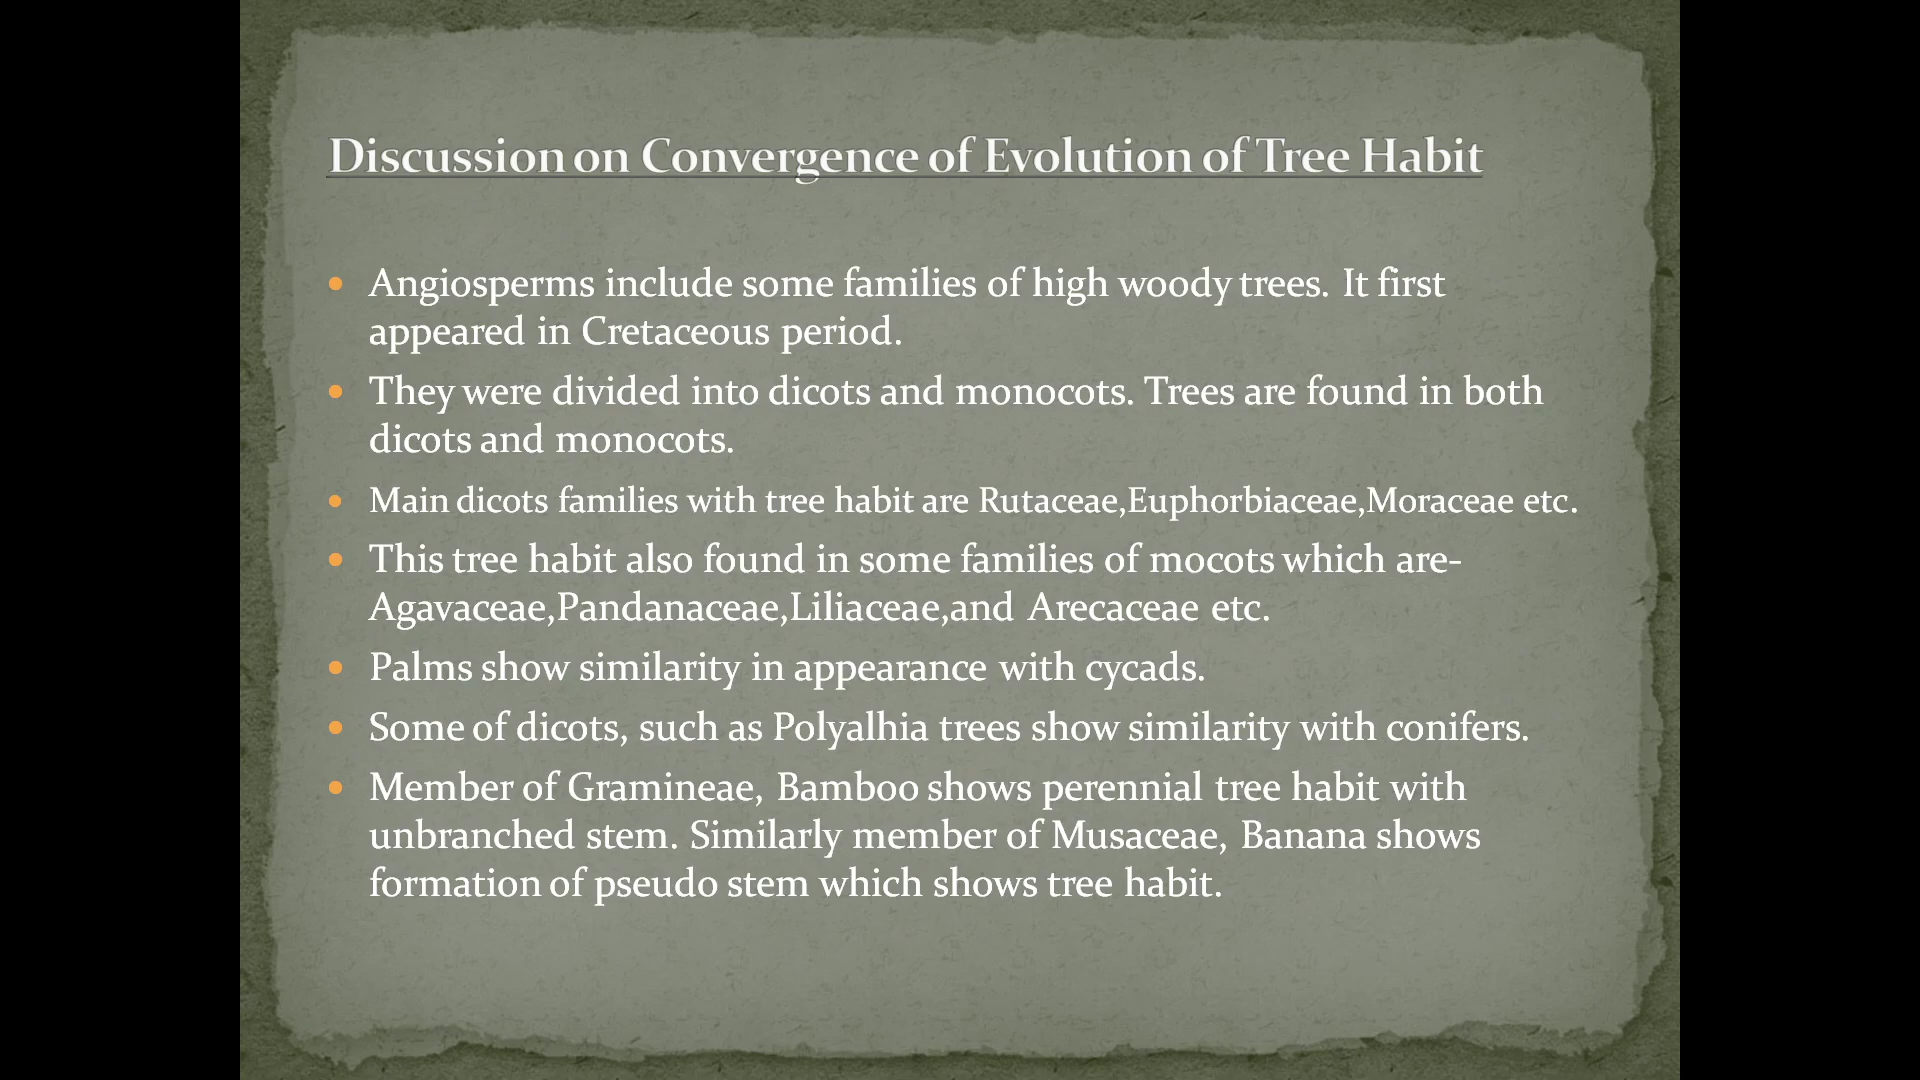 Discussion on Convergence of Evolution of Tree Habit
• Angiosperms include some families of high woody trees. It first
appeared in Cretaceous period.
• They were divided into dicots and monocots. Trees are found in both
dicots and monocots.
• Main dicots families with tree habit are Rutaceae,Euphorbiaceae,Moraceae etc.
• This tree habit also found in some families of mocots which are-
Agavaceae,Pandanaceae,Liliaceae,and Arecaceae etc.
• Palms show similarity in appearance with cycads.
• Some of dicots, such as Polyalhia trees show similarity with conifers.
• Member of Gramineae, Bamboo shows perennial tree habit with
unbranched stem. Similarly member of Musaceae, Banana shows
formation of pseudo stem which shows tree habit.